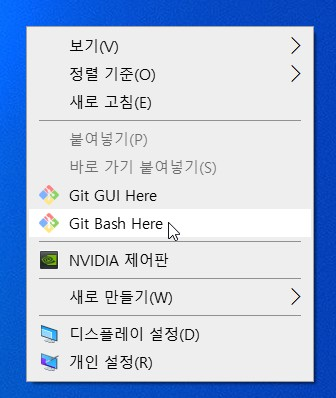 보기(V)
정렬 기준(O)
새로 고침(E)
붙여넣기(P)
바로 가기 붙여넣기(S)
Git GUI Here
Git Bash Here
NVIDIA 제어판
새로 만들기(W)
디스플레이 설정(D)
개인 설정(R)